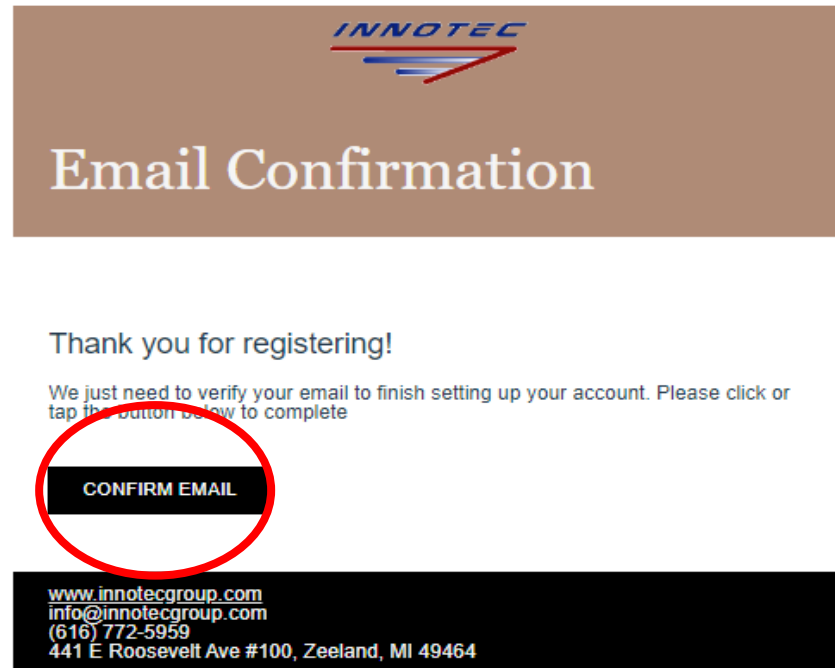 INNOTEC
Email Confirmation
Thank you for registering!
We just need to verify your email to finish setting up your account. Please click or
tap the button below to complete
CONFIRM EMAIL
www.innotecgroup.com
info@innotecgroup.com
(616) 772-5959
441 E Roosevelt Ave #100, Zeeland, MI 49464